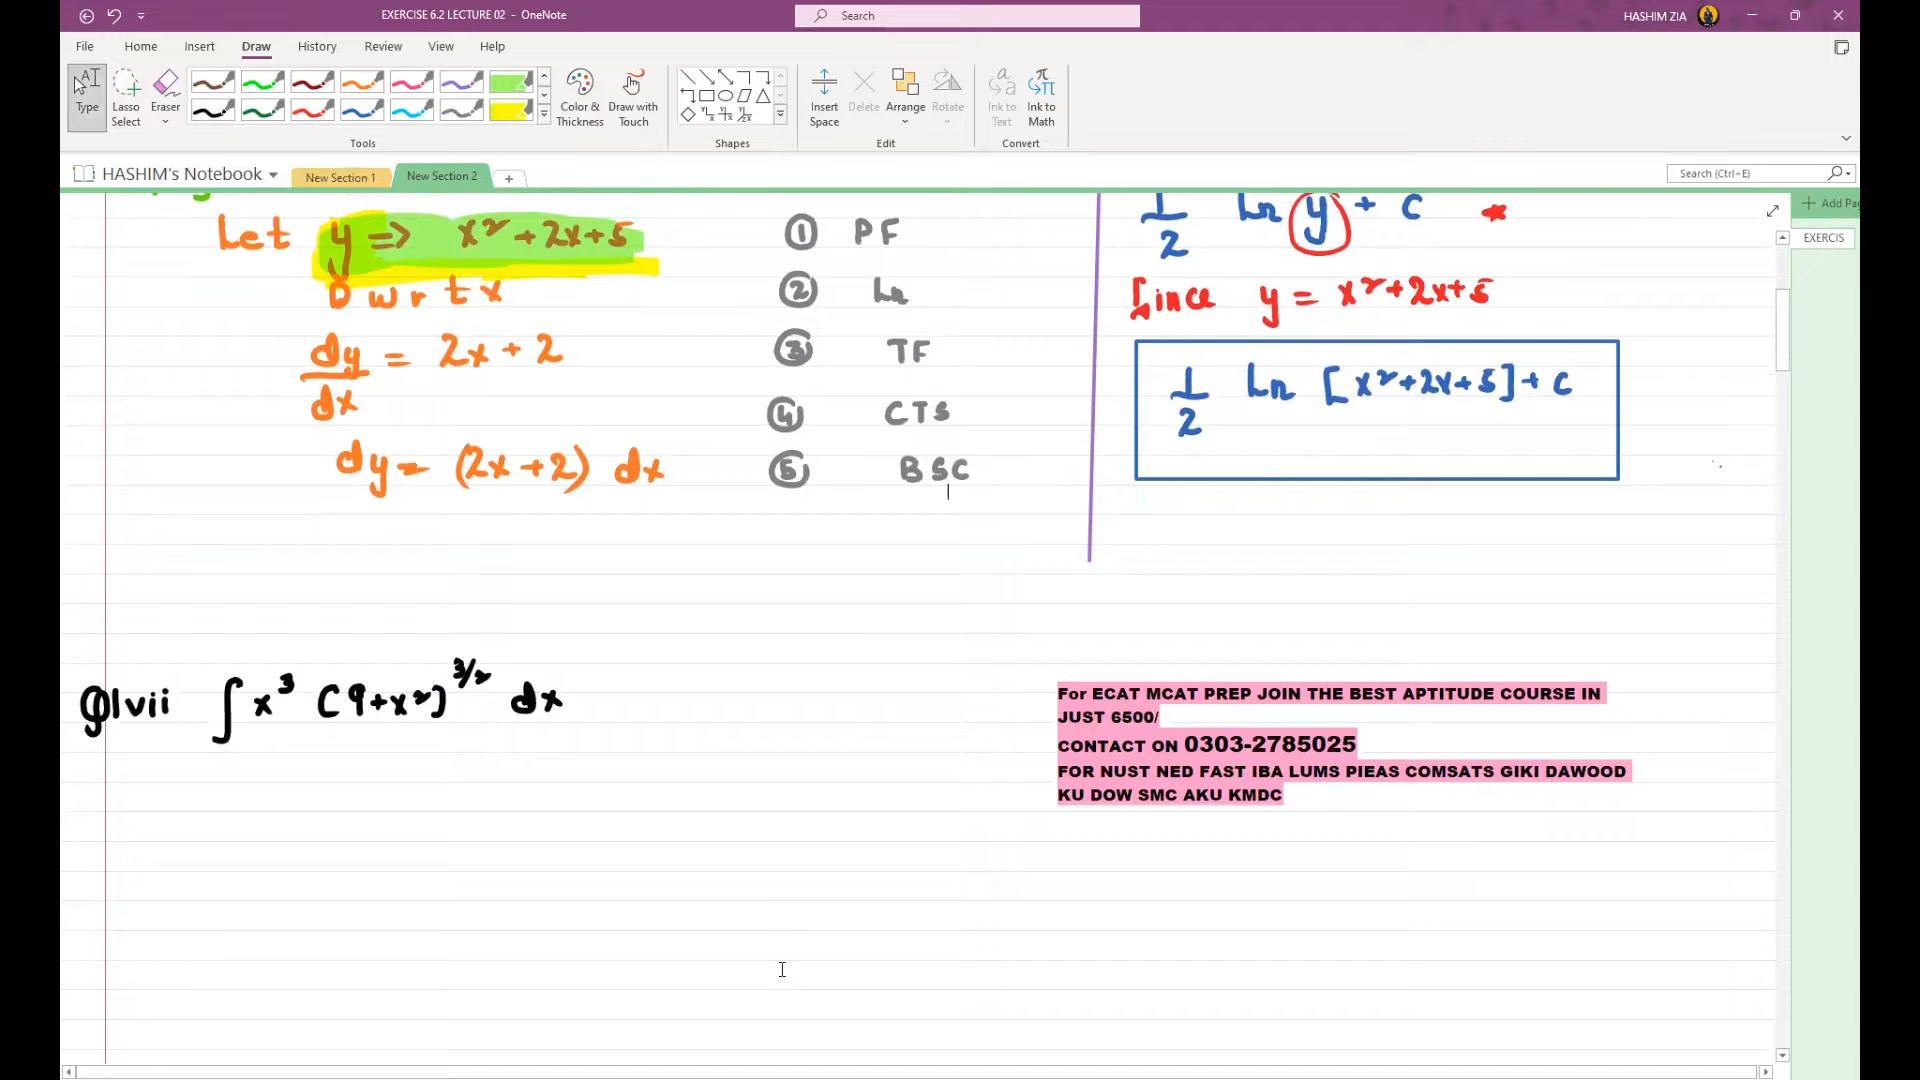 EXERCISE 6.2 LECTURE 02 - OneNote
Search
HASHIM ZIA
File Home Insert Draw History Review View Help
Type
Lasso Select
Eraser
Color & Thickness
Draw with Touch
Insert Space
Delete
Arrange
Rotate
Ink to Text
Ink to Math
Tools
Shapes
Edit
Convert
HASHIM's Notebook
New Section 1
New Section 2
Search (Ctrl+E)
Add Pag
EXERCIS
Let y => x² + 2x + 5
D w r t x
dy/dx = 2x + 2
dy = (2x + 2) dx
① PF
② Ln
③ TF
④ CTS
⑤ BSC
1/2 Ln y + c *
Since y = x² + 2x + 5
1/2 Ln [x² + 2x + 5] + c
Q1vii ∫ x³ (9+x²)^3/2 dx
For ECAT MCAT PREP JOIN THE BEST APTITUDE COURSE IN
JUST 6500/
CONTACT ON 0303-2785025
FOR NUST NED FAST IBA LUMS PIEAS COMSATS GIKI DAWOOD
KU DOW SMC AKU KMDC